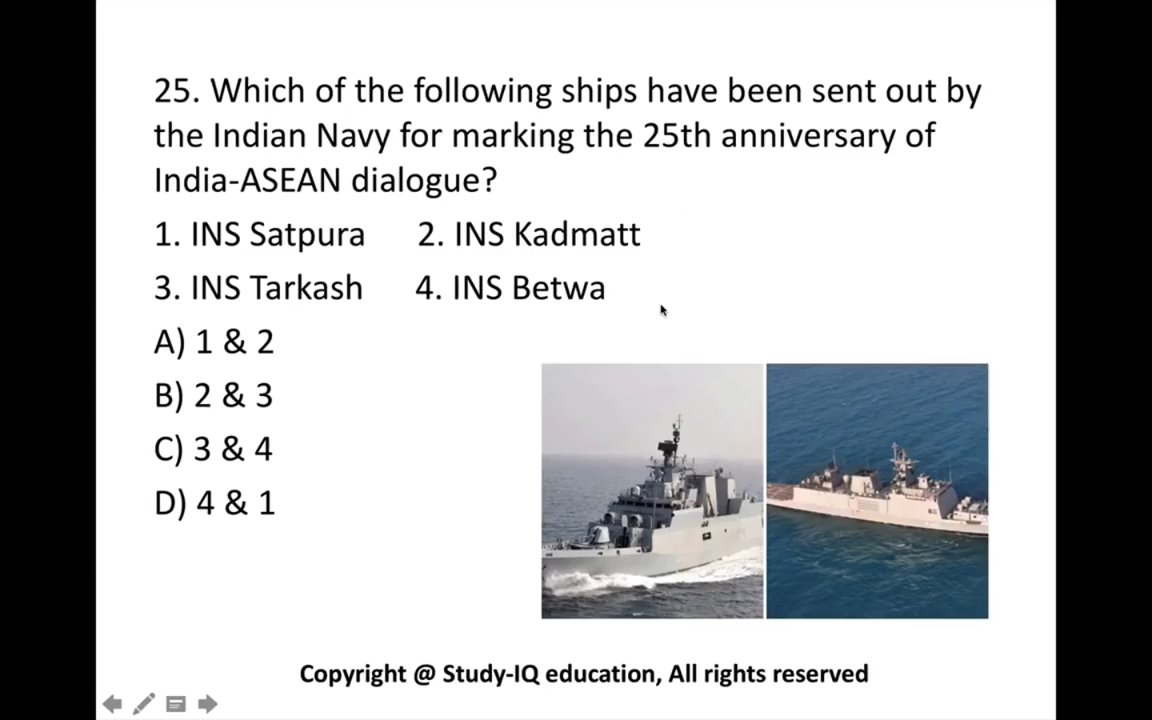 25. Which of the following ships have been sent out by
the Indian Navy for marking the 25th anniversary of
India-ASEAN dialogue?
1. INS Satpura 2. INS Kadmatt
3. INS Tarkash 4. INS Betwa
A) 1 & 2
B) 2 & 3
C) 3 & 4
D) 4 & 1
Copyright @ Study-IQ education, All rights reserved